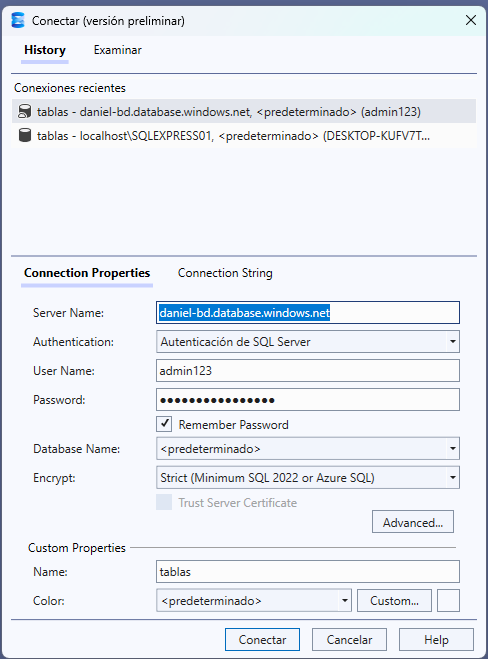 Conectar (versión preliminar)
History Examinar
Conexiones recientes
tablas - daniel-bd.database.windows.net, <predeterminado> (admin123)
tablas - localhost\SQLEXPRESS01, <predeterminado> (DESKTOP-KUFV7T...
Connection Properties Connection String
Server Name: daniel-bd.database.windows.net
Authentication: Autenticación de SQL Server
User Name: admin123
Password: ●●●●●●●●●●●●●●●●
Remember Password
Database Name: <predeterminado>
Encrypt: Strict (Minimum SQL 2022 or Azure SQL)
Trust Server Certificate
Advanced...
Custom Properties
Name: tablas
Color: <predeterminado> Custom...
Conectar Cancelar Help